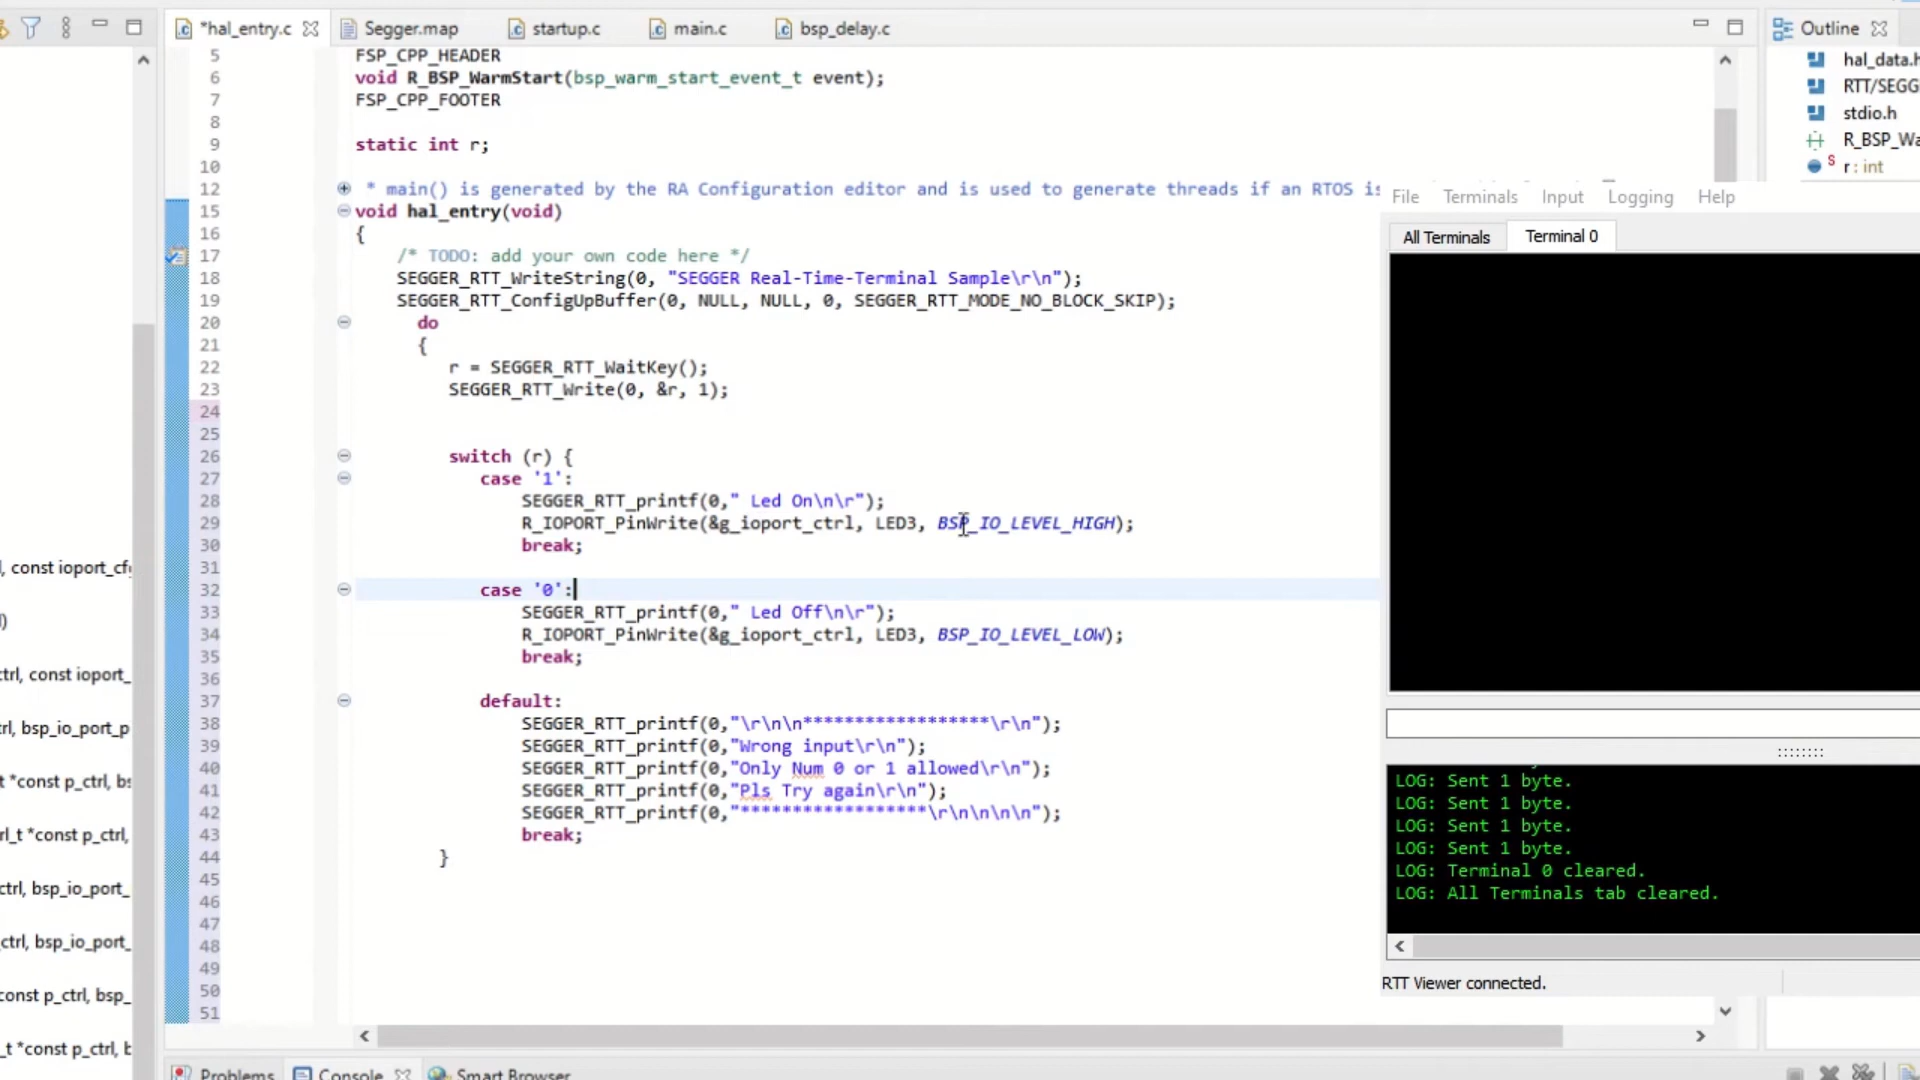 *hal_entry.c
Segger.map
startup.c
main.c
bsp_delay.c
Outline
5 FSP_CPP_HEADER
6 void R_BSP_WarmStart(bsp_warm_start_event_t event);
7 FSP_CPP_FOOTER
8
9 static int r;
10
12 * main() is generated by the RA Configuration editor and is used to generate threads if an RTOS is
15 void hal_entry(void)
16 {
17 /* TODO: add your own code here */
18 SEGGER_RTT_WriteString(0, "SEGGER Real-Time-Terminal Sample\r\n");
19 SEGGER_RTT_ConfigUpBuffer(0, NULL, NULL, 0, SEGGER_RTT_MODE_NO_BLOCK_SKIP);
20 do
21 {
22 r = SEGGER_RTT_WaitKey();
23 SEGGER_RTT_Write(0, &r, 1);
24
25
26 switch (r) {
27 case '1':
28 SEGGER_RTT_printf(0," Led On\n\r");
29 R_IOPORT_PinWrite(&g_ioport_ctrl, LED3, BSP_IO_LEVEL_HIGH);
30 break;
31
32 case '0':
33 SEGGER_RTT_printf(0," Led Off\n\r");
34 R_IOPORT_PinWrite(&g_ioport_ctrl, LED3, BSP_IO_LEVEL_LOW);
35 break;
36
37 default:
38 SEGGER_RTT_printf(0,"\r\n\n******************\r\n");
39 SEGGER_RTT_printf(0,"Wrong input\r\n");
40 SEGGER_RTT_printf(0,"Only Num 0 or 1 allowed\r\n");
41 SEGGER_RTT_printf(0,"Pls Try again\r\n");
42 SEGGER_RTT_printf(0,"******************\r\n\n\n\n");
43 break;
44 }
45
46
47
48
49
50
51
, const ioport_cf
)
ctrl, const ioport_
rl, bsp_io_port_p
t *const p_ctrl, bs
ctrl, bsp_io_port_
rl_t *const p_ctrl,
ctrl, bsp_io_port_
ctrl, bsp_io_port_
const p_ctrl, bsp_
_t *const p_ctrl, b
hal_data.h
RTT/SEGG
stdio.h
R_BSP_Wa
S r : int
File Terminals Input Logging Help
All Terminals Terminal 0
LOG: Sent 1 byte.
LOG: Sent 1 byte.
LOG: Sent 1 byte.
LOG: Sent 1 byte.
LOG: Terminal 0 cleared.
LOG: All Terminals tab cleared.
RTT Viewer connected.
Problems Console Smart Browser